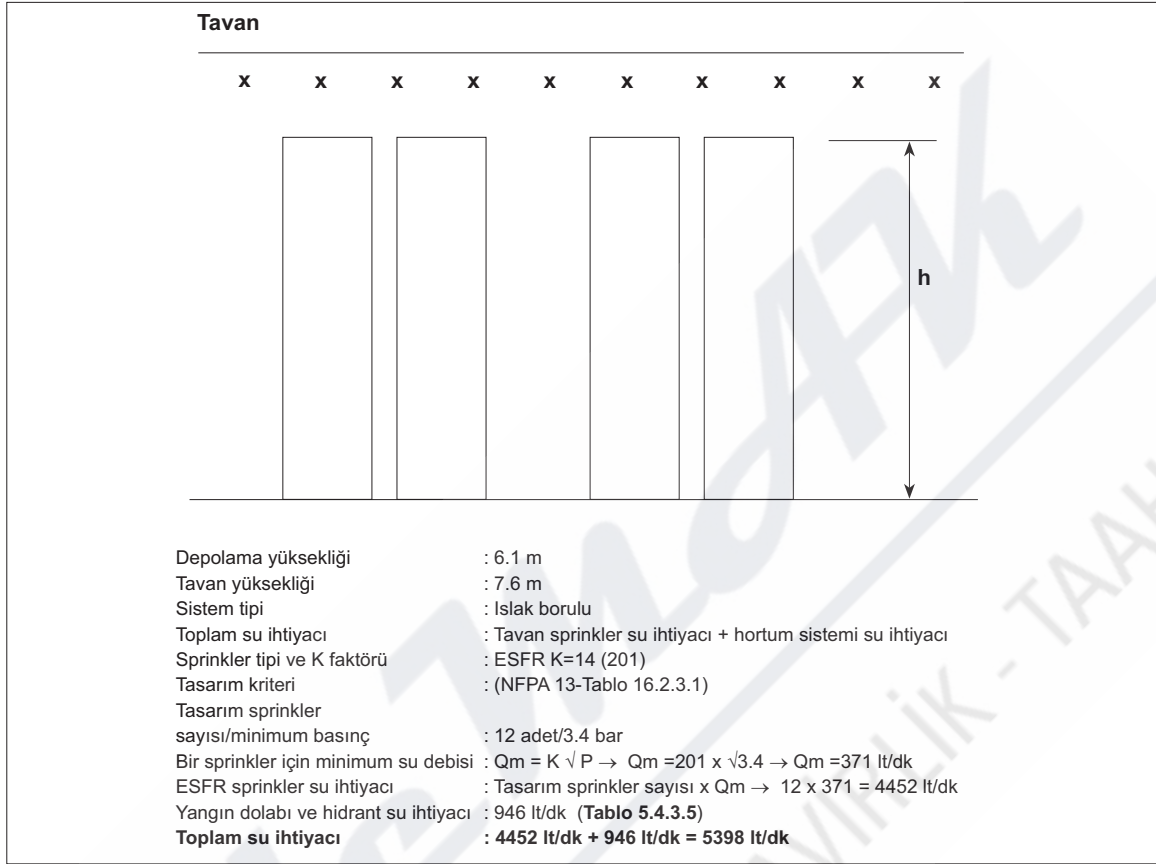 Tavan
x x x x x x x x x x
h
Depolama yüksekliği : 6.1 m
Tavan yüksekliği : 7.6 m
Sistem tipi : Islak borulu
Toplam su ihtiyacı : Tavan sprinkler su ihtiyacı + hortum sistemi su ihtiyacı
Sprinkler tipi ve K faktörü : ESFR K=14 (201)
Tasarım kriteri : (NFPA 13-Tablo 16.2.3.1)
Tasarım sprinkler
sayısı/minimum basınç : 12 adet/3.4 bar
Bir sprinkler için minimum su debisi : Qm = K √ P → Qm =201 x √3.4 → Qm =371 lt/dk
ESFR sprinkler su ihtiyacı : Tasarım sprinkler sayısı x Qm → 12 x 371 = 4452 lt/dk
Yangın dolabı ve hidrant su ihtiyacı : 946 lt/dk (Tablo 5.4.3.5)
Toplam su ihtiyacı : 4452 lt/dk + 946 lt/dk = 5398 lt/dk